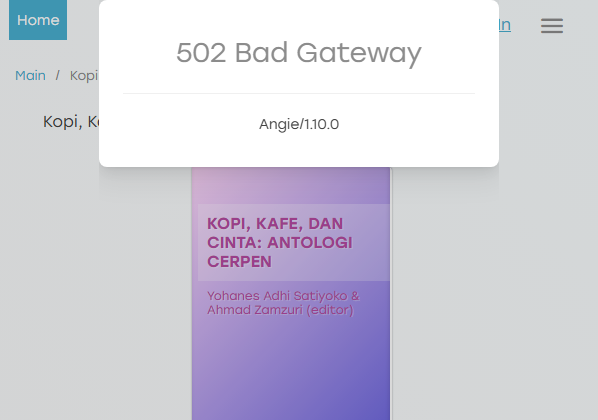 Home
502 Bad Gateway
In
Main / Kopi
Angie/1.10.0
Kopi,
KOPI, KAFE, DAN
CINTA: ANTOLOGI
CERPEN
Yohanes Adhi Satiyoko &
Ahmad Zamzuri (editor)